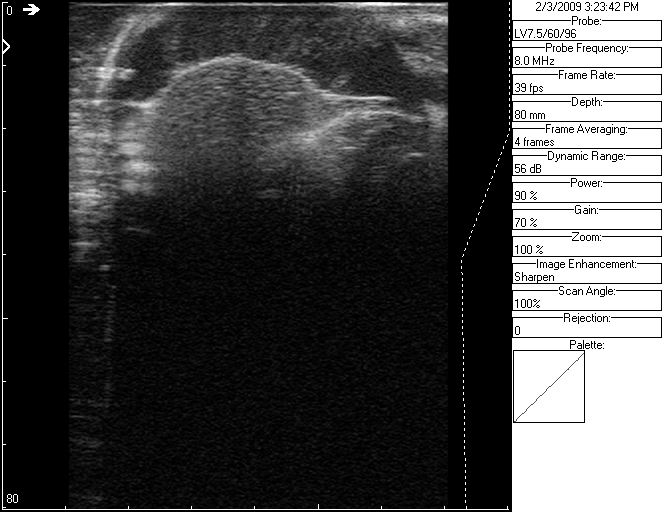 0
80
2/3/2009 3:23:42 PM
Probe:
LV7.5/60/96
Probe Frequency:
8.0 MHz
Frame Rate:
39 fps
Depth:
80 mm
Frame Averaging:
4 frames
Dynamic Range:
56 dB
Power:
90 %
Gain:
70 %
Zoom:
100 %
Image Enhancement:
Sharpen
Scan Angle:
100%
Rejection:
0
Palette: